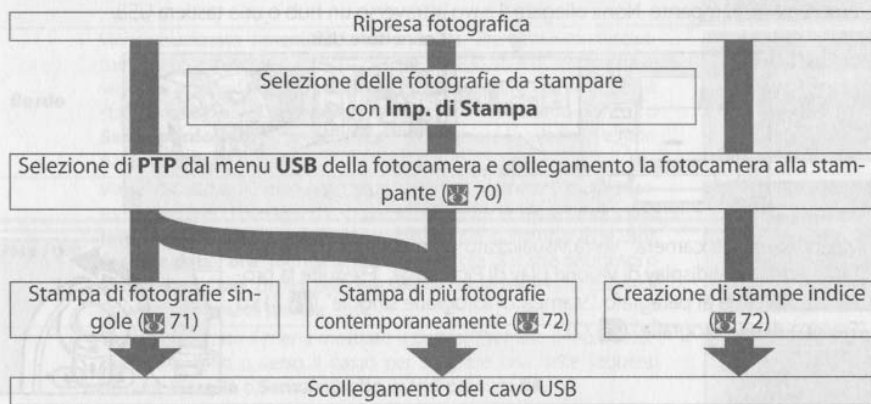 Ripresa fotografica
Selezione delle fotografie da stampare
con Imp. di Stampa
Selezione di PTP dal menu USB della fotocamera e collegamento la fotocamera alla stam-
pante (70)
Stampa di fotografie sin-
gole (71)
Stampa di più fotografie
contemporaneamente (72)
Creazione di stampe indice
(72)
Scollegamento del cavo USB